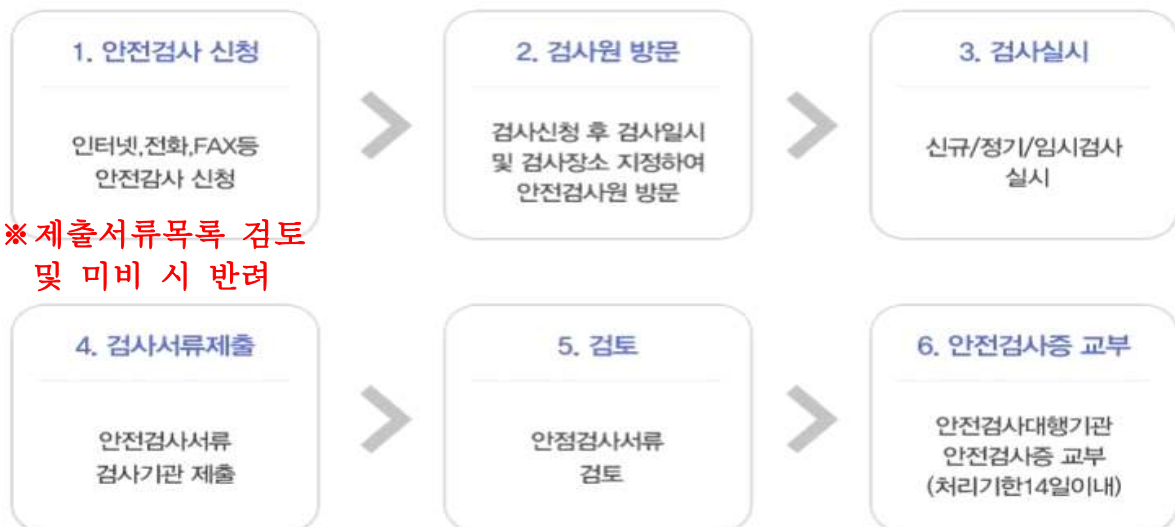 1. 안전검사 신청
인터넷,전화,FAX등
안전감사 신청
※제출서류목록 검토
및 미비 시 반려
2. 검사원 방문
검사신청 후 검사일시
및 검사장소 지정하여
안전검사원 방문
3. 검사실시
신규/정기/임시검사
실시
4. 검사서류제출
안전검사서류
검사기관 제출
5. 검토
안점검사서류
검토
6. 안전검사증 교부
안전검사대행기관
안전검사증 교부
(처리기한14일이내)